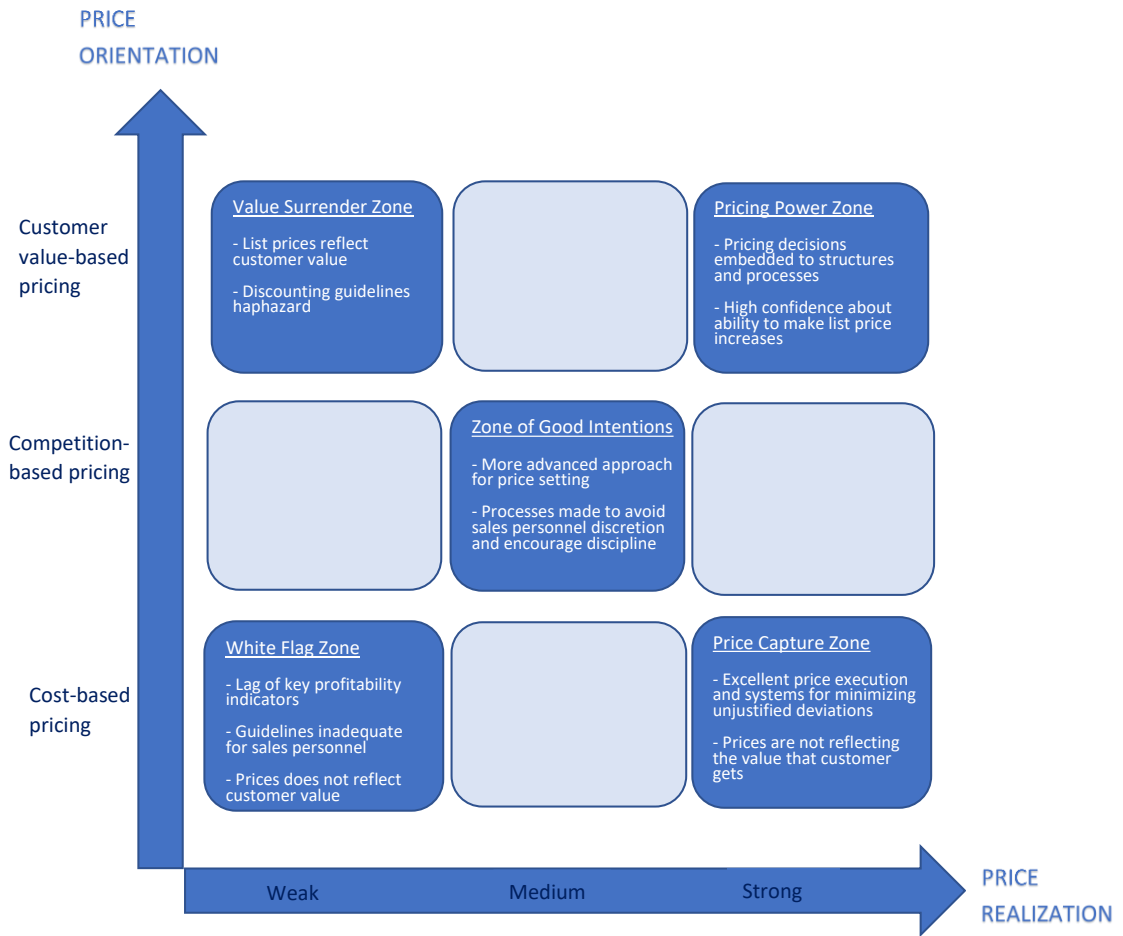 PRICE
ORIENTATION
Customer
value-based
pricing
Value Surrender Zone
- List prices reflect
customer value
- Discounting guidelines
haphazard
Pricing Power Zone
- Pricing decisions
embedded to structures
and processes
- High confidence about
ability to make list price
increases
Competition-
based pricing
Zone of Good Intentions
- More advanced approach
for price setting
- Processes made to avoid
sales personnel discretion
and encourage discipline
Cost-based
pricing
White Flag Zone
- Lag of key profitability
indicators
- Guidelines inadequate
for sales personnel
- Prices does not reflect
customer value
Price Capture Zone
- Excellent price execution
and systems for minimizing
unjustified deviations
- Prices are not reflecting
the value that customer
gets
Weak
Medium
Strong
PRICE
REALIZATION